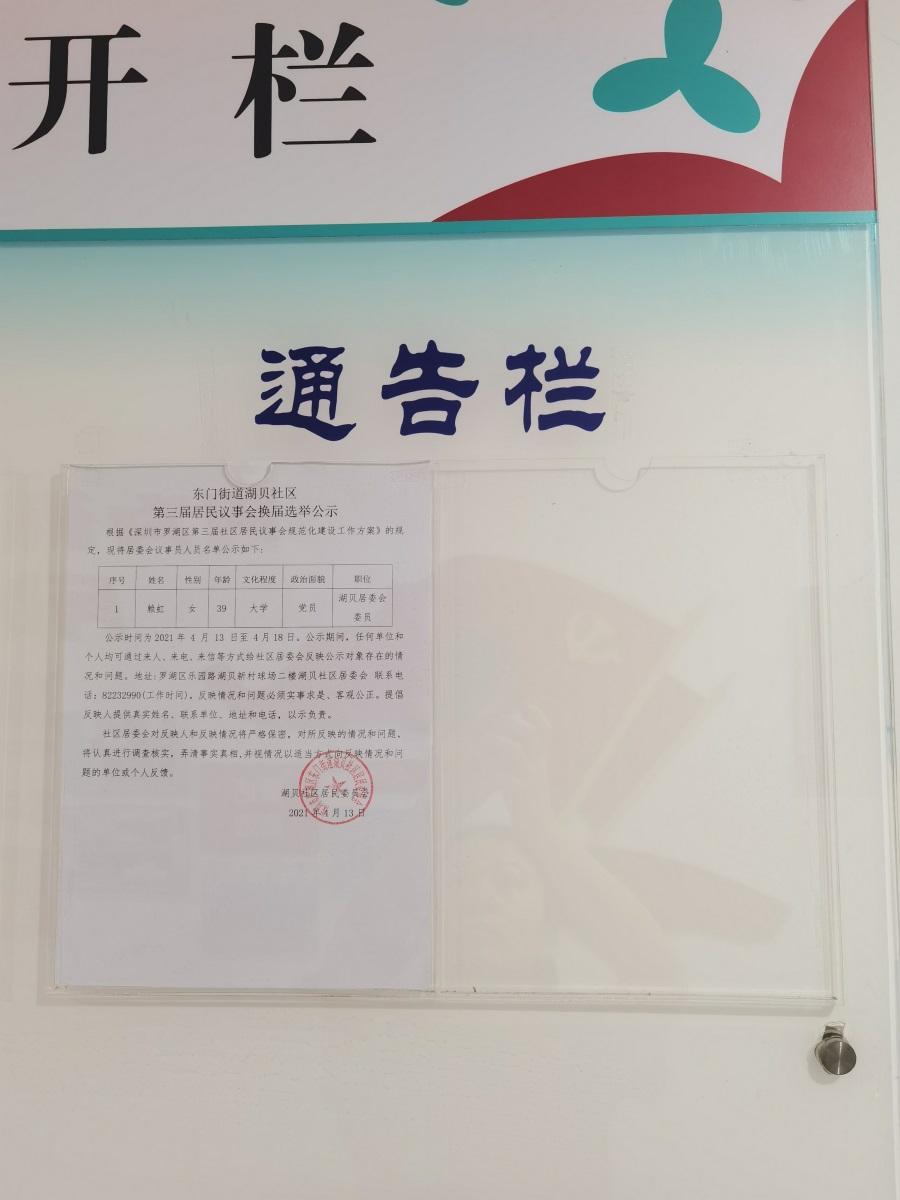 开栏
通告栏
东门街道湖贝社区
第三届居民议事会换届选举公示
根据《深圳市罗湖区第三届社区居民议事会规范化建设工作方案》的规
定，现将居委会议事员人员名单公示如下：
序号 姓名 性别 年龄 文化程度 政治面貌 职位
1 赖虹 女 39 大学 党员 湖贝居委会
委员
公示时间为2021年 4 月 13 日至 4月18日。公示期间，任何单位和
个人均可通过来人、来电、来信等方式给社区居委会反映公示对象存在的情
况和问题。地址:罗湖区乐园路湖贝新村球场二楼湖贝社区居委会 联系电
话：82232990(工作时间)。反映情况和问题必须实事求是、客观公正。提倡
反映人提供真实姓名、联系单位、地址和电话，以示负责。
社区居委会对反映人和反映情况将严格保密，对所反映的情况和问题，
将认真进行调查核实，弄清事实真相,并视情况以适当方式向反映情况和问
题的单位或个人反馈。
湖贝社区居民委员会
2021年4月13日